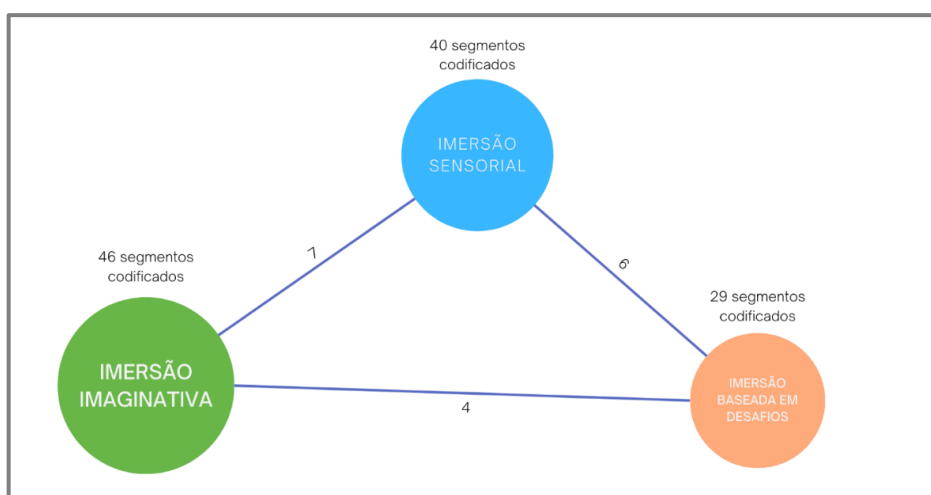 40 segmentos
codificados
IMERSÃO
SENSORIAL
7
6
46 segmentos
codificados
29 segmentos
codificados
IMERSÃO
IMAGINATIVA
IMERSÃO
BASEADA EM
DESAFIOS
4